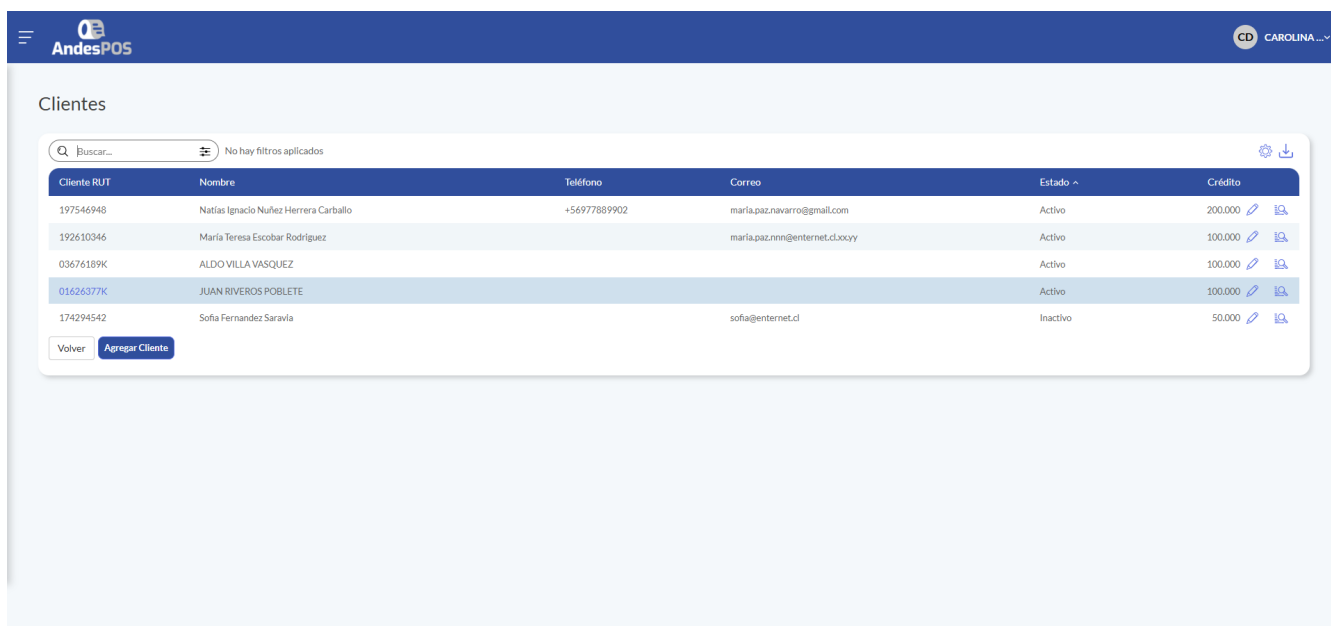 AndesPOS
CD CAROLINA ...
Clientes
Buscar... No hay filtros aplicados
Cliente RUT Nombre Teléfono Correo Estado Crédito
197546948 Natías Ignacio Nuñez Herrera Carballo +56977889902 maria.paz.navarro@gmail.com Activo 200.000
192610346 María Teresa Escobar Rodriguez maria.paz.nnn@enternet.cl.xx.yy Activo 100.000
03676189K ALDO VILLA VASQUEZ Activo 100.000
01626377K JUAN RIVEROS POBLETE Activo 100.000
174294542 Sofia Fernandez Saravia sofia@enternet.cl Inactivo 50.000
Volver Agregar Cliente